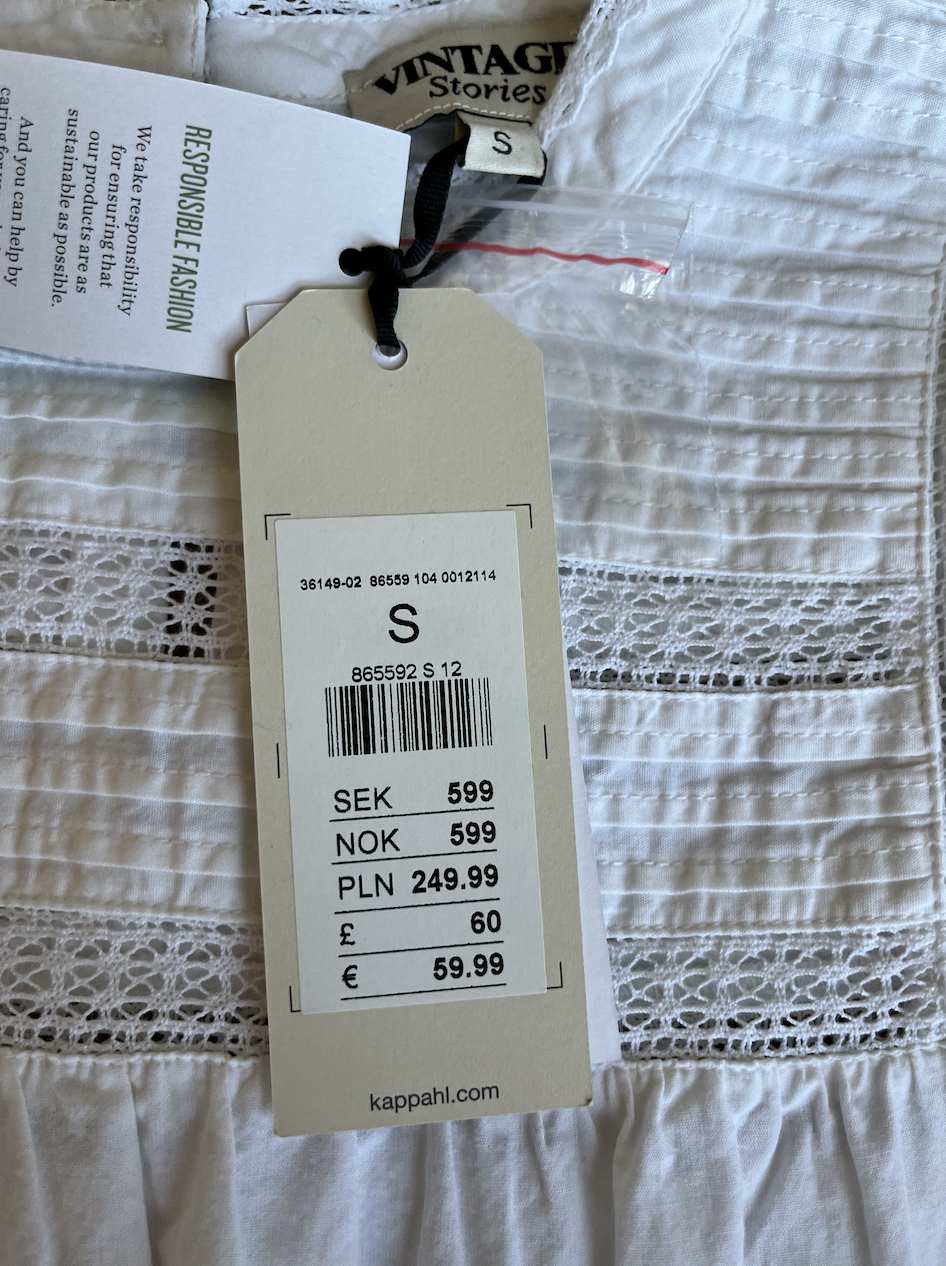 VINTAGE
Stories
S
RESPONSIBLE FASHION
We take responsibility
for ensuring that
our products are as
sustainable as possible.
And you can help by
36149-02 86559 104 0012114
S
865592 S 12
SEK 599
NOK 599
PLN 249.99
£ 60
€ 59.99
kappahl.com